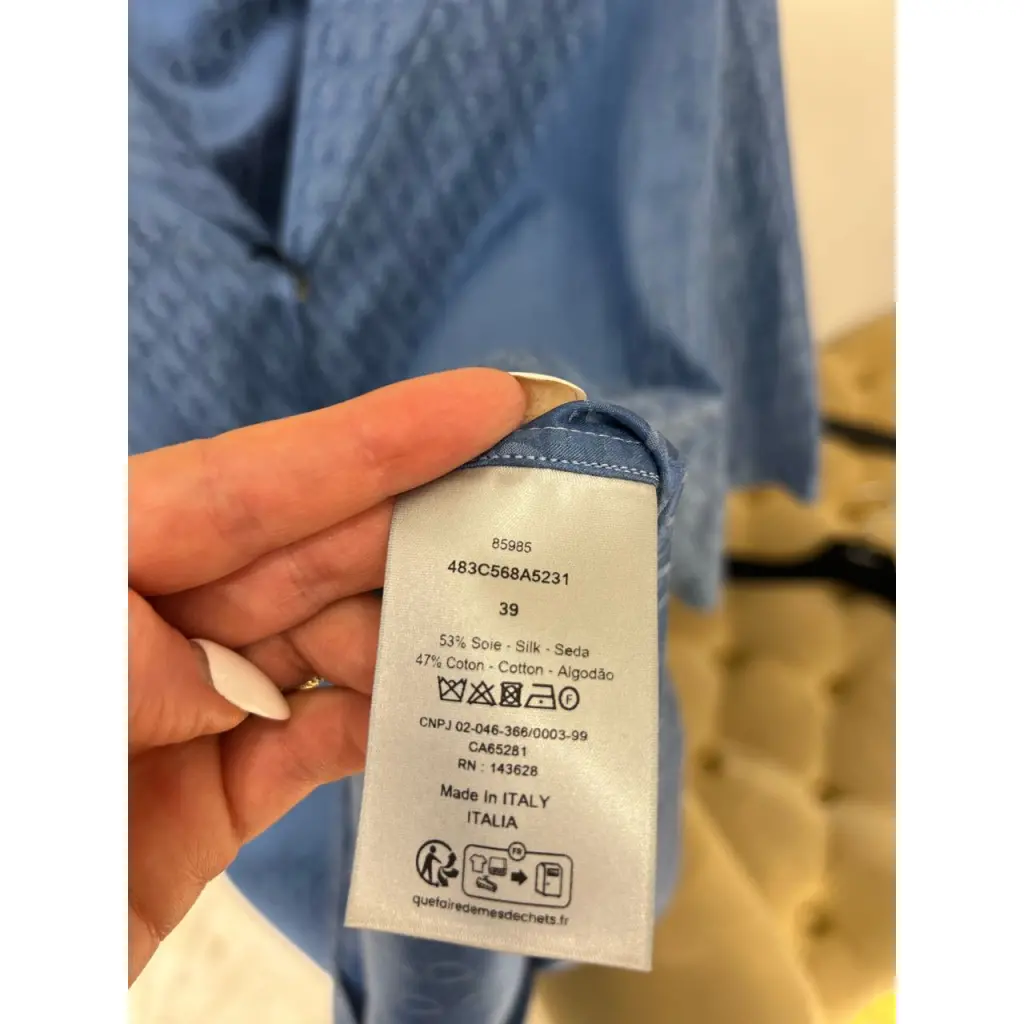 85985
483C568A5231
39
53% Soie - Silk - Seda
47% Coton - Cotton - Algodão
F
CNPJ 02-046-366/0003-99
CA65281
RN : 143628
Made In ITALY
ITALIA
FR
quefairedemesdechets.fr